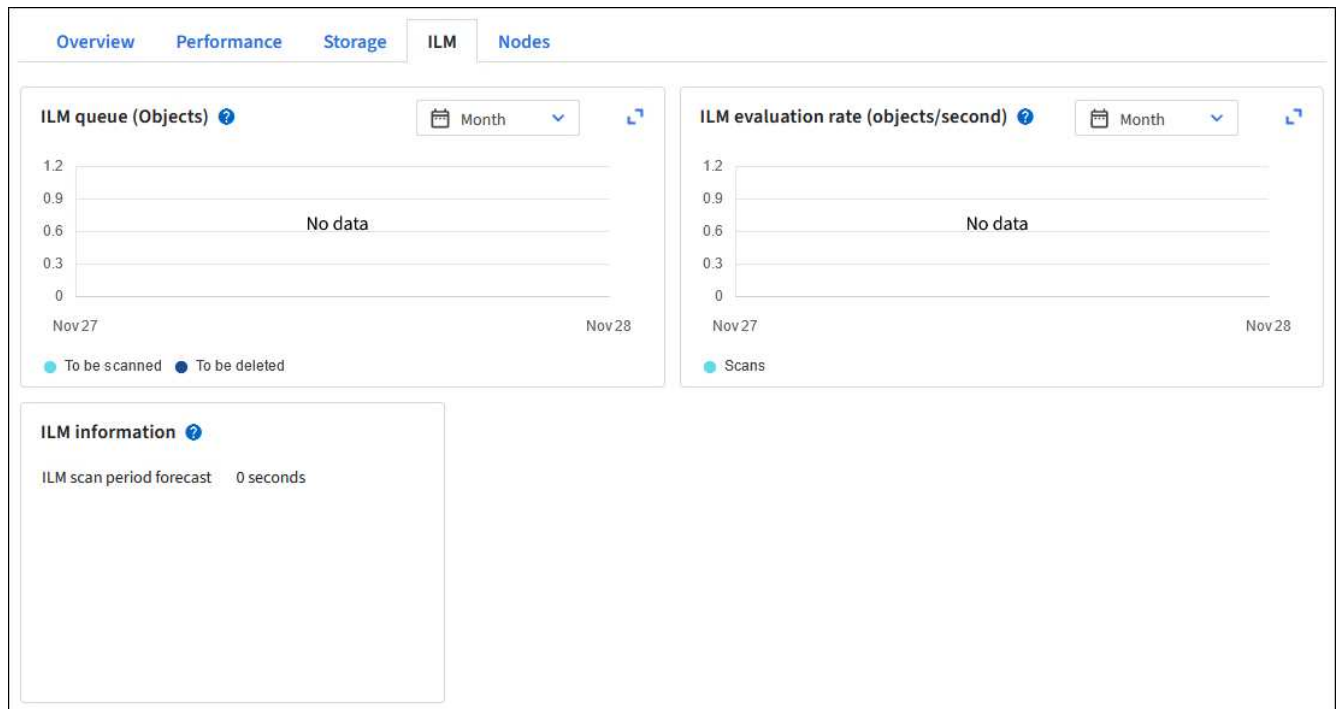 Overview Performance Storage ILM Nodes
ILM queue (Objects) ? Month
1.2
0.9
0.6
0.3
0
No data
Nov 27 Nov 28
To be scanned To be deleted
ILM evaluation rate (objects/second) ? Month
1.2
0.9
0.6
0.3
0
No data
Nov 27 Nov 28
Scans
ILM information ?
ILM scan period forecast 0 seconds